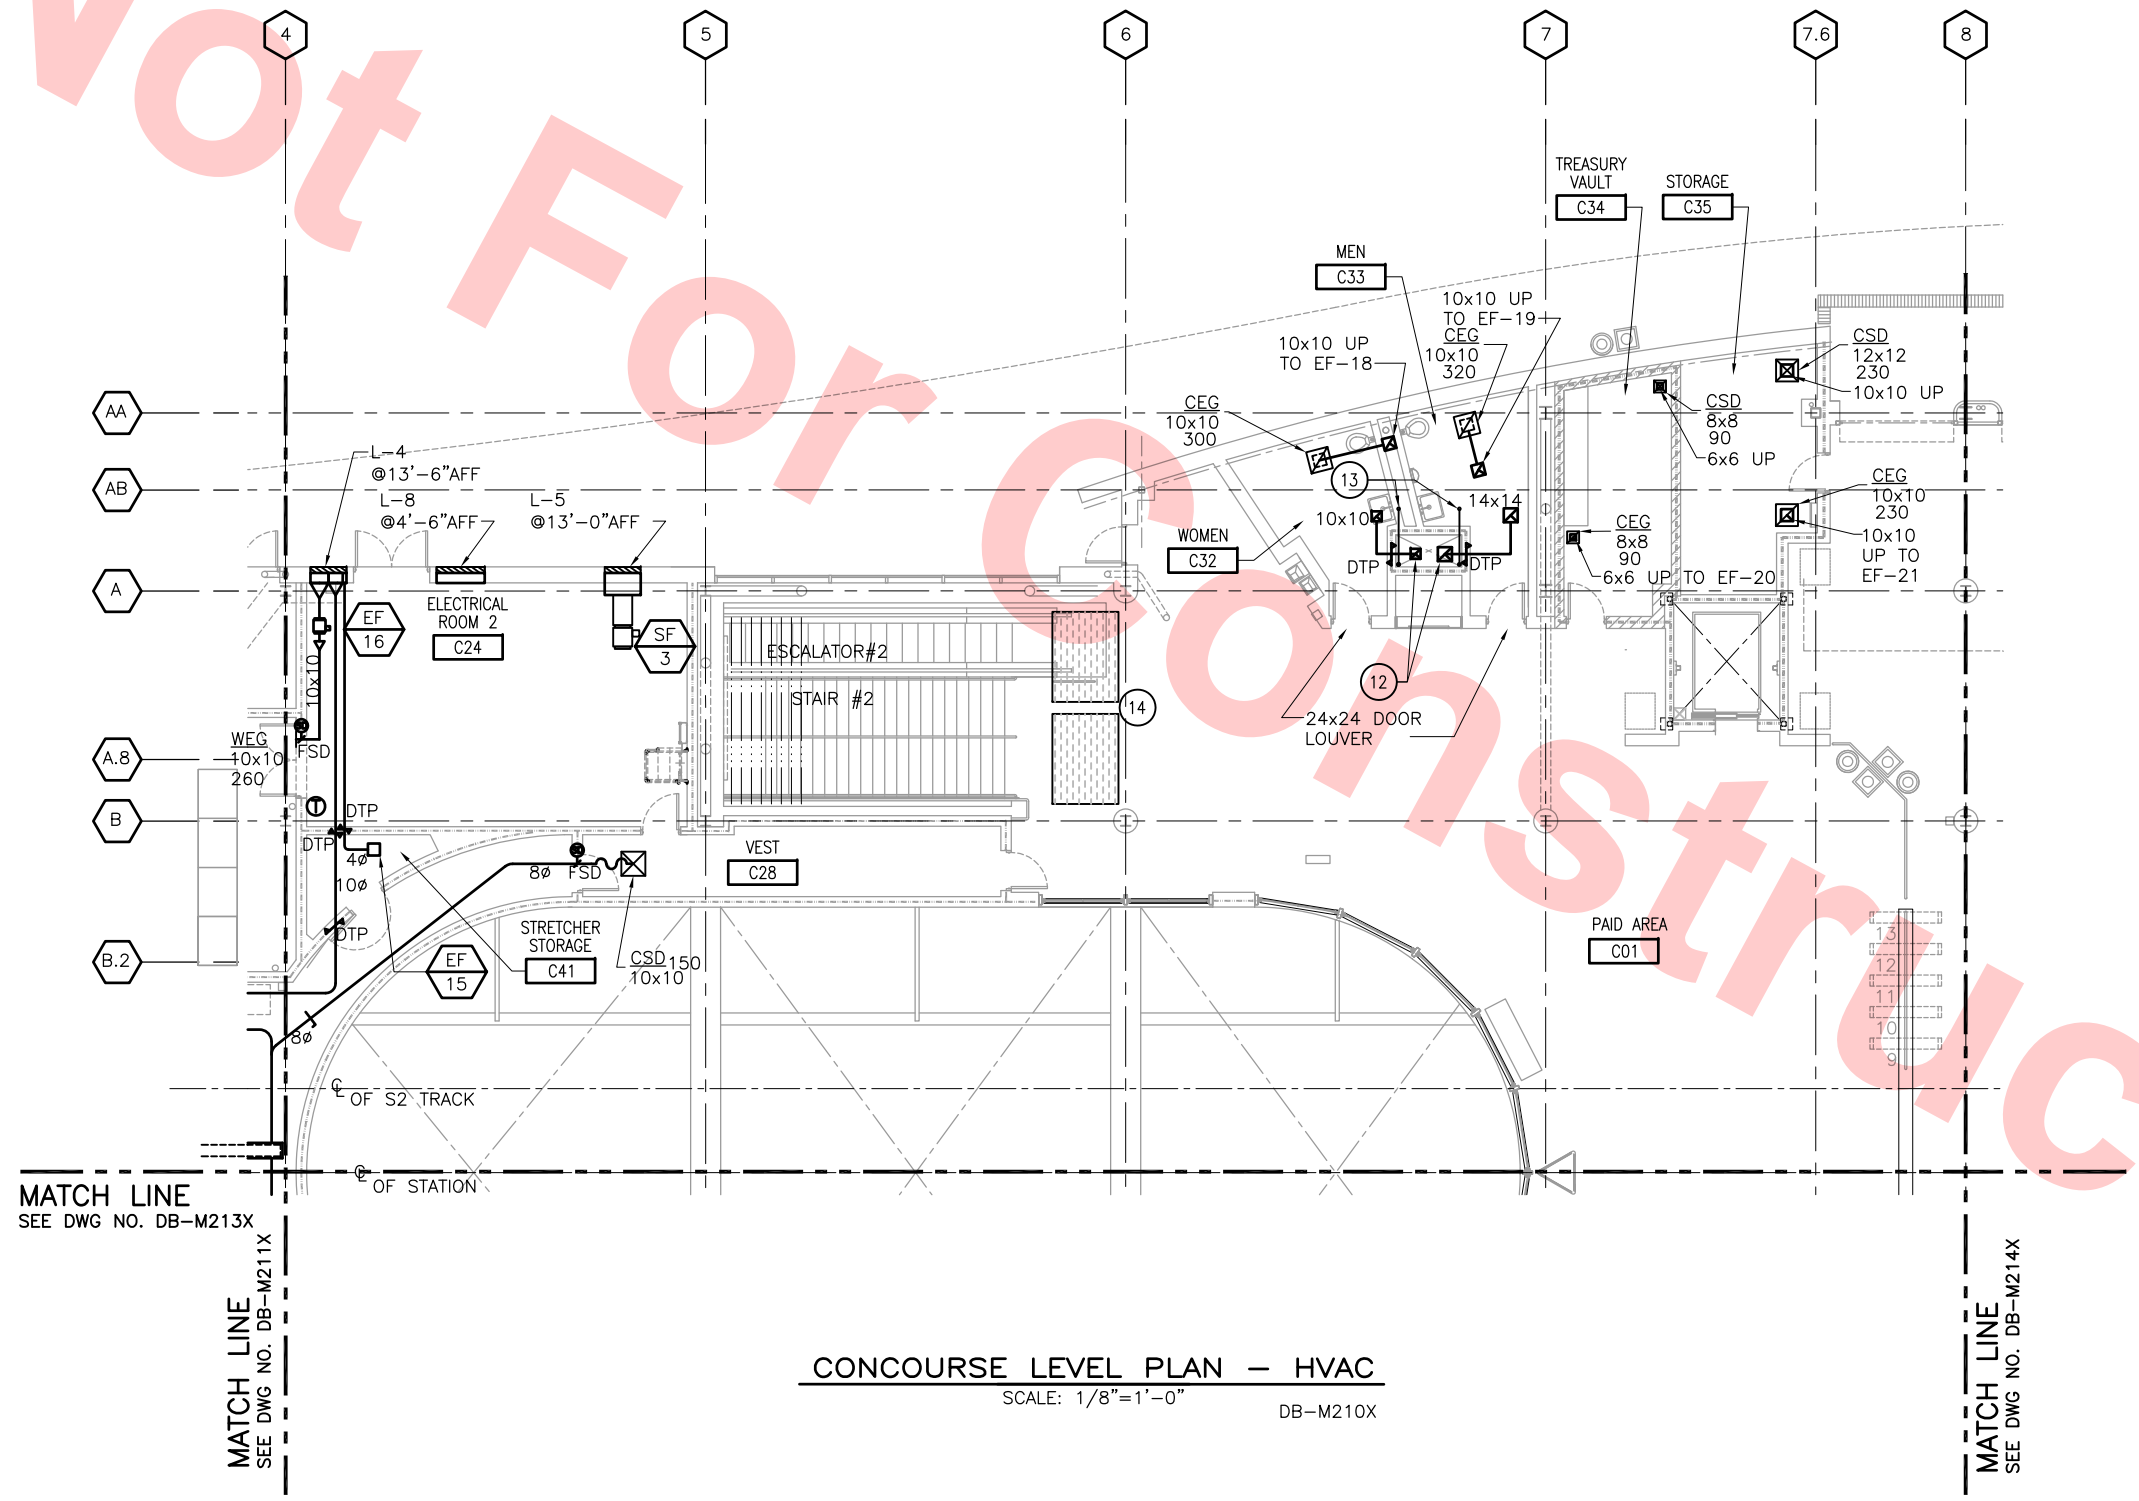 Not For Construc
4
5
6
7
7.6
8
TREASURY
VAULT
C34
STORAGE
C35
MEN
C33
10x10 UP
TO EF-19
CEG
10x10
320
10x10 UP
TO EF-18
CSD
12x12
230
10x10 UP
AA
CEG
10x10
300
CSD
8x8
90
6x6 UP
L-4
@13'-6"AFF
AB
L-8
@4'-6"AFF
L-5
@13'-0"AFF
13
14x14
10x10
CEG
10x10
230
10x10
UP TO
EF-21
WOMEN
C32
CEG
8x8
90
6x6 UP TO EF-20
DTP
DTP
A
EF
16
ELECTRICAL
ROOM 2
C24
SF
3
10x10
ESCALATOR#2
STAIR #2
12
14
24x24 DOOR
LOUVER
WEG
10x10
260
FSD
A.8
T
DTP
B
DTP
4ø
10ø
8ø
FSD
VEST
C28
DTP
STRETCHER
STORAGE
C41
CSD 150
10x10
PAID AREA
C01
B.2
EF
15
13
12
11
10
9
8ø
℄ OF S2 TRACK
℄ OF STATION
MATCH LINE
SEE DWG NO. DB-M213X
MATCH LINE
SEE DWG NO. DB-M211X
MATCH LINE
SEE DWG NO. DB-M214X
CONCOURSE LEVEL PLAN - HVAC
SCALE: 1/8"=1'-0"
DB-M210X